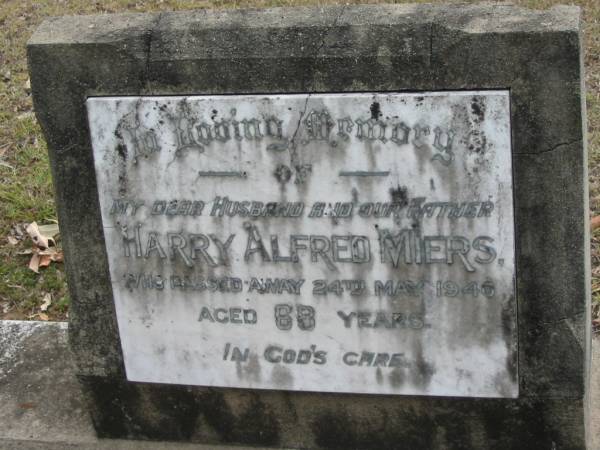 In Loving Memory
OF
MY DEAR HUSBAND AND OUR FATHER
HARRY ALFRED MIERS,
WHO PASSED AWAY 24TH MAY 1946
AGED 68 YEARS.
IN GOD'S CARE.